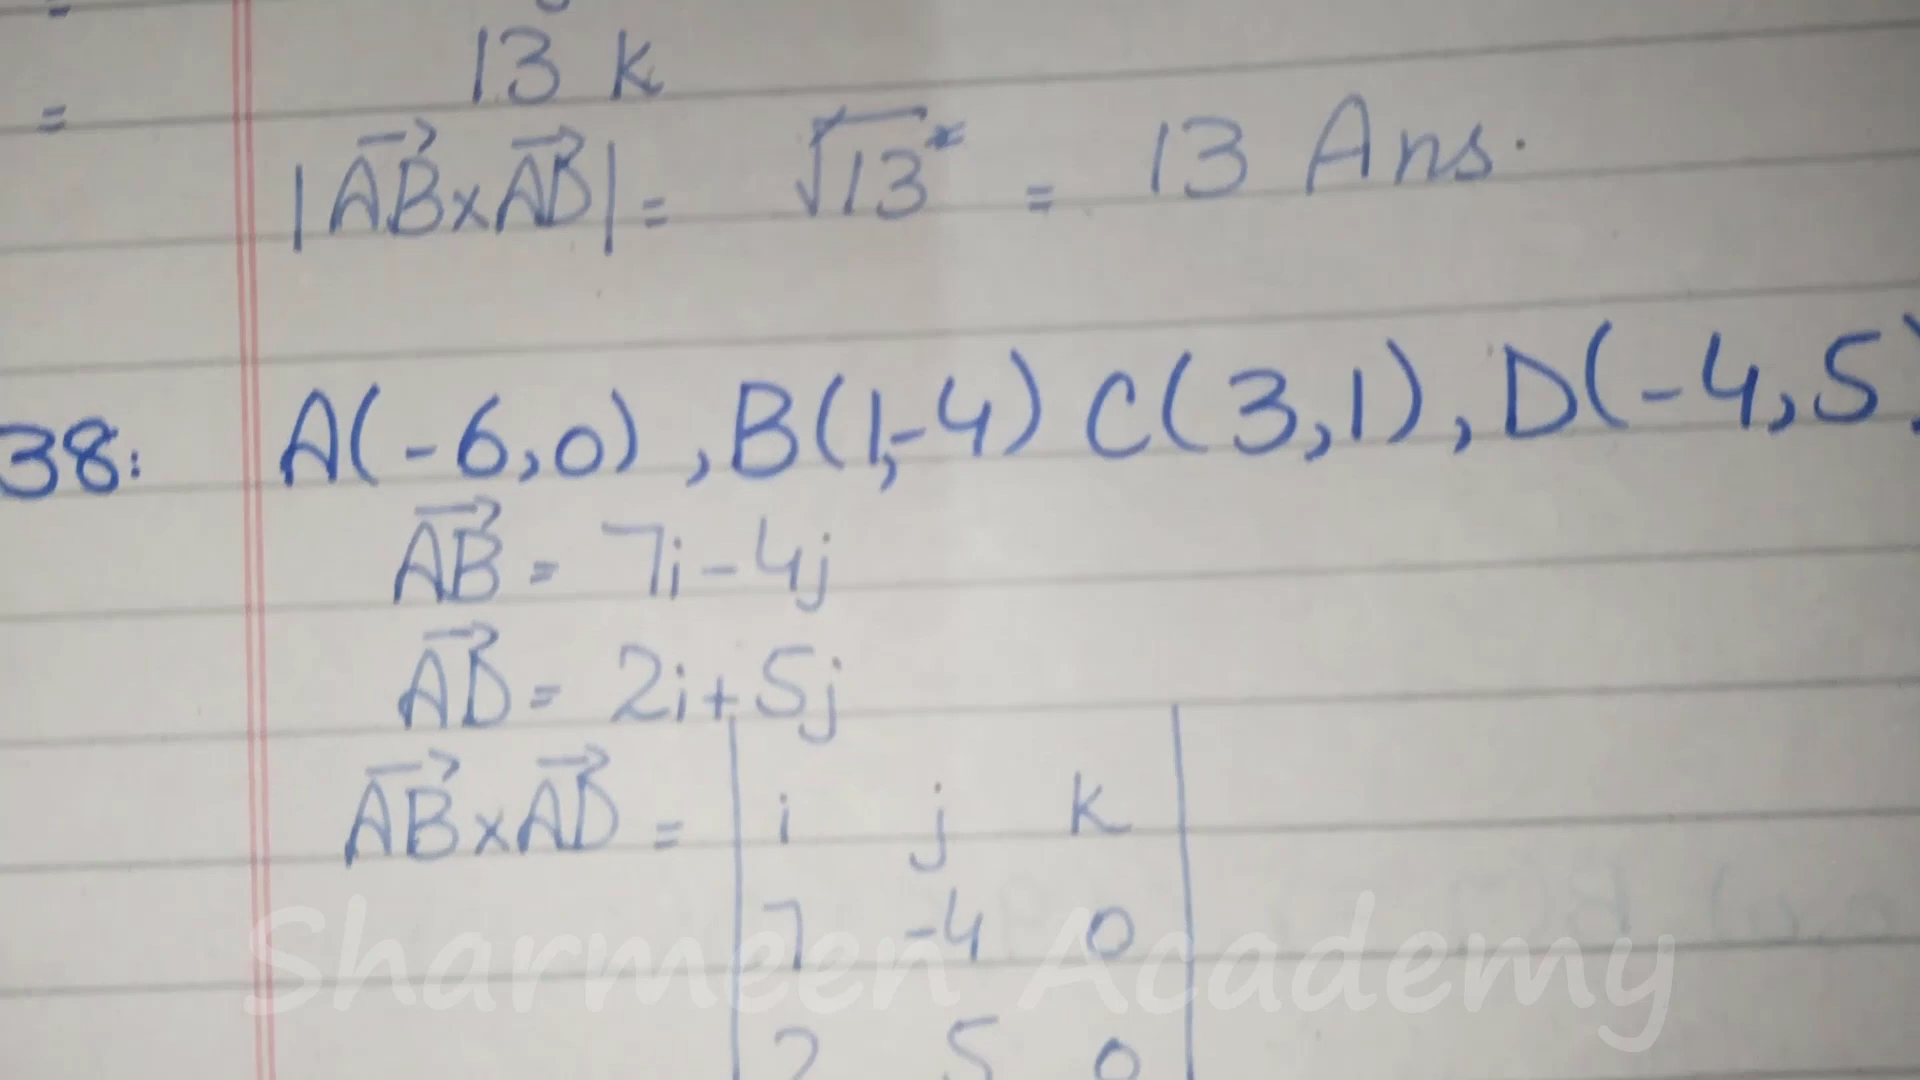 13 k
=
|AB×AD| = √13² = 13 Ans.
38: A(-6,0), B(1,-4) C(3,1), D(-4,5)
AB = 7i-4j
AD = 2i+5j
AB×AD = | i j k |
7 -4 0
2 5 0
Sharmeen Academy